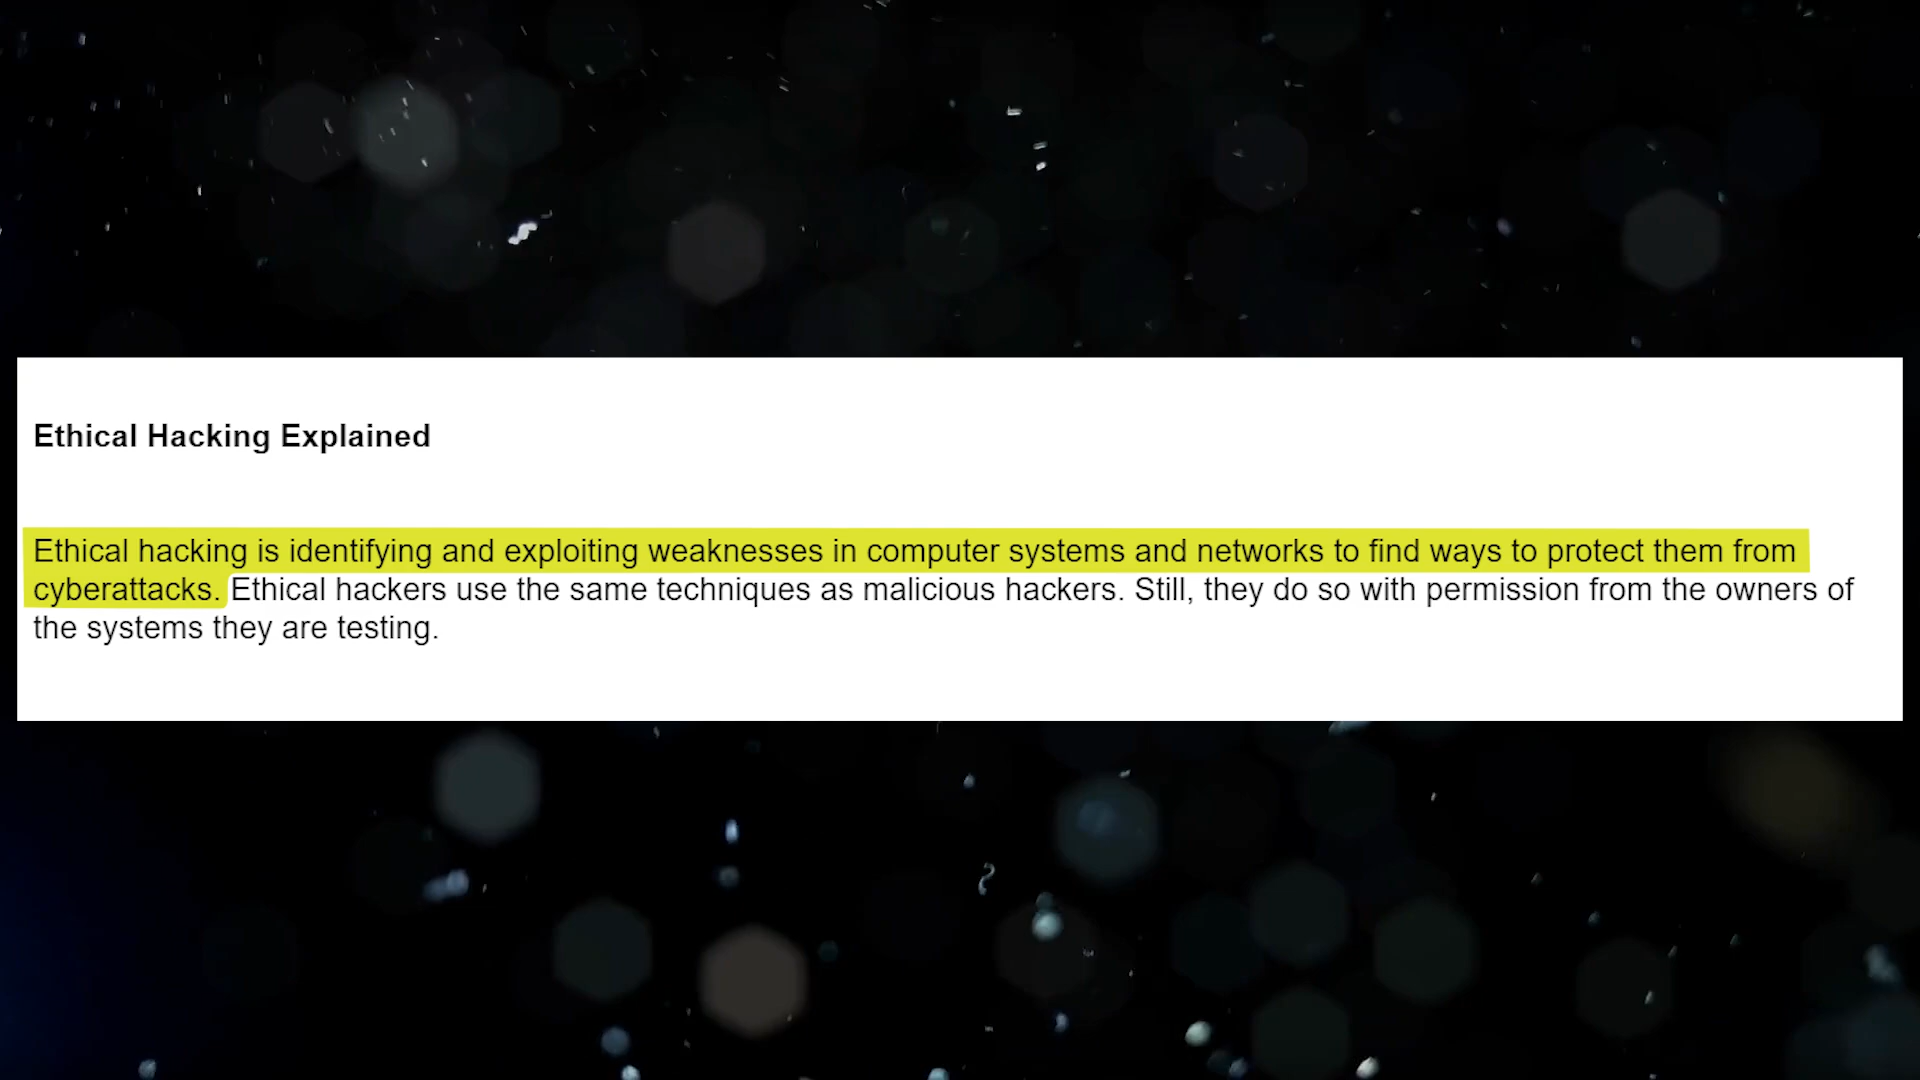 Ethical Hacking Explained
Ethical hacking is identifying and exploiting weaknesses in computer systems and networks to find ways to protect them from
cyberattacks. Ethical hackers use the same techniques as malicious hackers. Still, they do so with permission from the owners of
the systems they are testing.